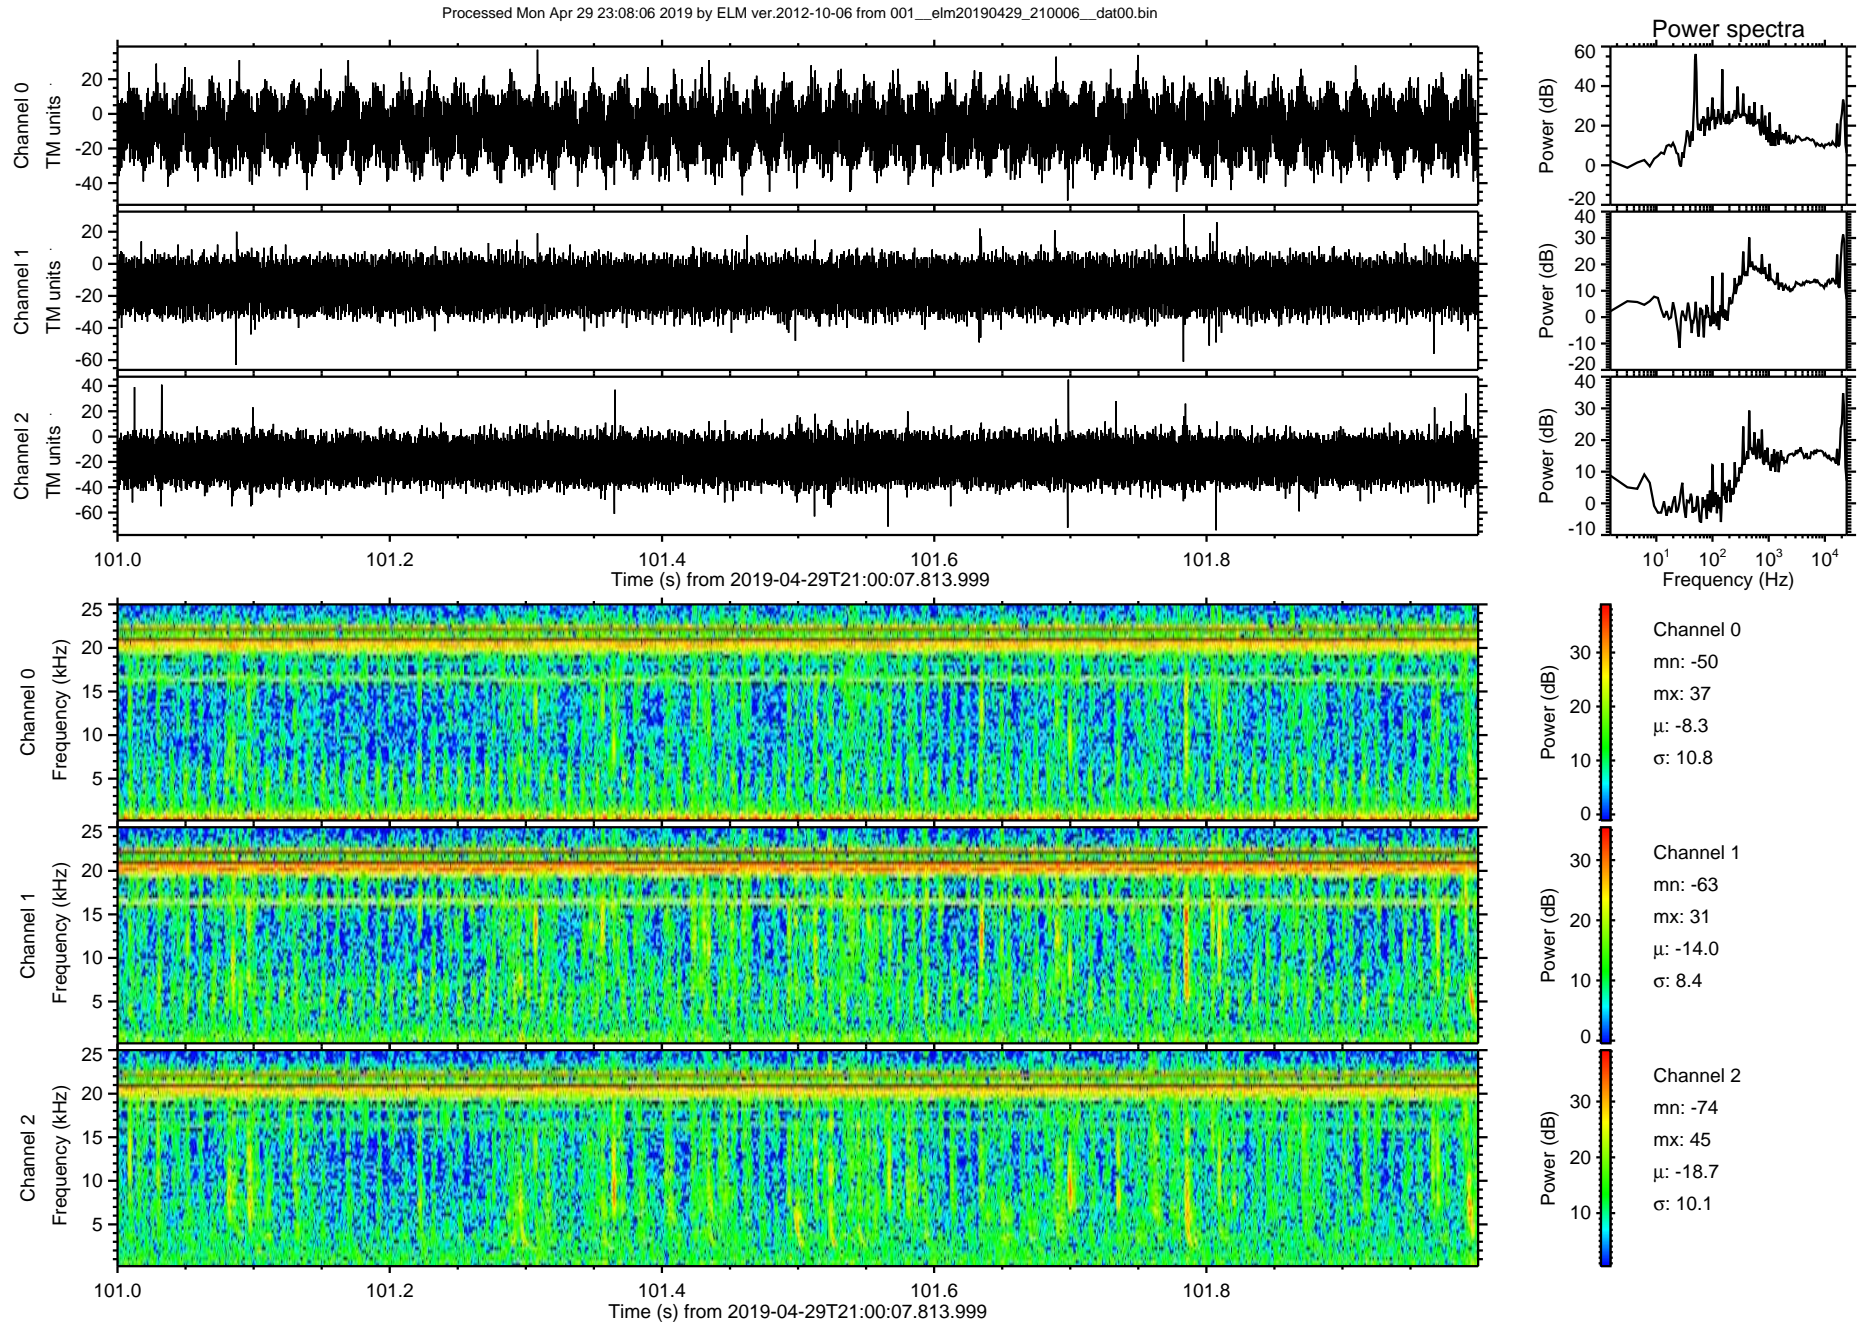 Processed Mon Apr 29 23:08:06 2019 by ELM ver.2012-10-06 from 001__elm20190429_210006__dat00.bin
Power spectra
Channel 0
TM units
20
0
-20
-40
Power (dB)
60
40
20
0
-20
Channel 1
TM units
20
0
-20
-40
-60
Power (dB)
40
30
20
10
0
-10
-20
Channel 2
TM units
40
20
0
-20
-40
-60
Power (dB)
40
30
20
10
0
-10
101.0 101.2 101.4 101.6 101.8
Time (s) from 2019-04-29T21:00:07.813.999
10^1 10^2 10^3 10^4
Frequency (Hz)
Channel 0
Frequency (kHz)
25
20
15
10
5
Power (dB)
30
20
10
0
Channel 0
mn: -50
mx: 37
µ: -8.3
σ: 10.8
Channel 1
Frequency (kHz)
25
20
15
10
5
Power (dB)
30
20
10
0
Channel 1
mn: -63
mx: 31
µ: -14.0
σ: 8.4
Channel 2
Frequency (kHz)
25
20
15
10
5
Power (dB)
30
20
10
Channel 2
mn: -74
mx: 45
µ: -18.7
σ: 10.1
101.0 101.2 101.4 101.6 101.8
Time (s) from 2019-04-29T21:00:07.813.999